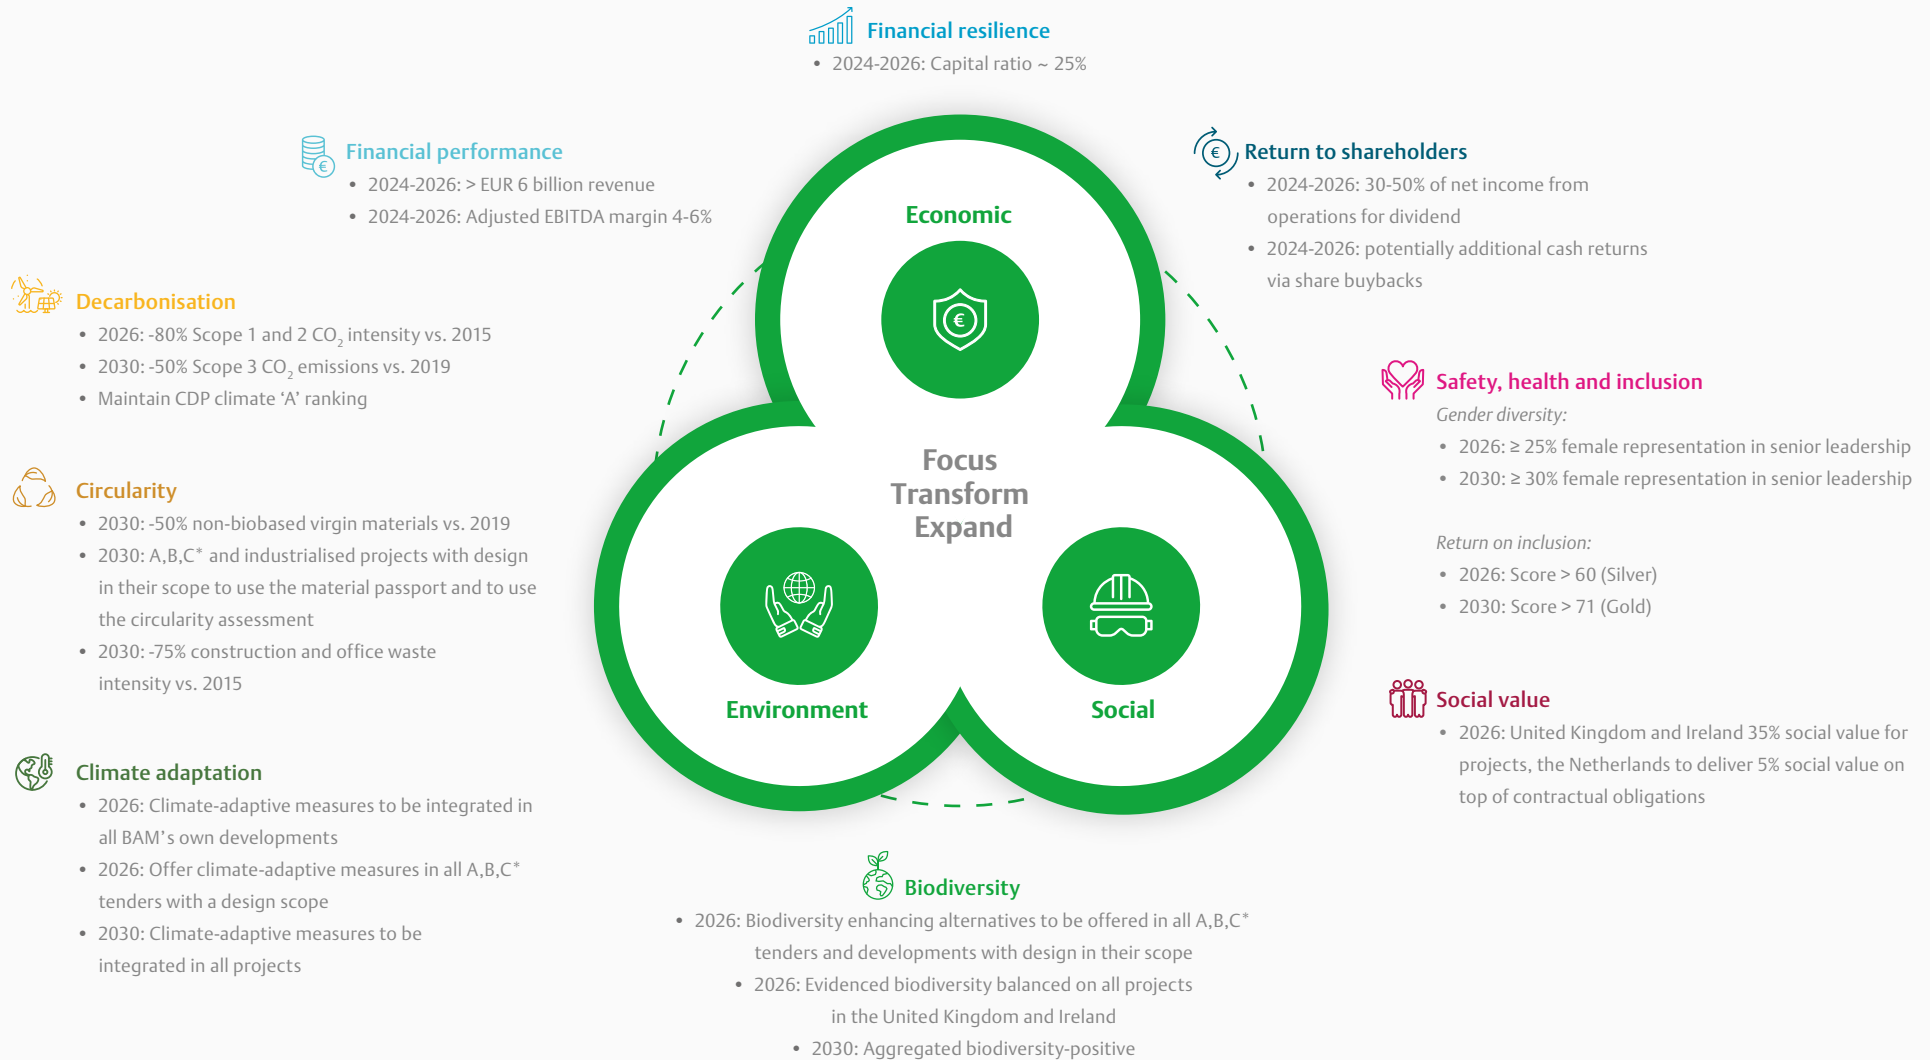 Financial resilience
• 2024-2026: Capital ratio ~ 25%
Financial performance
• 2024-2026: > EUR 6 billion revenue
• 2024-2026: Adjusted EBITDA margin 4-6%
Return to shareholders
• 2024-2026: 30-50% of net income from
operations for dividend
• 2024-2026: potentially additional cash returns
via share buybacks
Decarbonisation
• 2026: -80% Scope 1 and 2 CO₂ intensity vs. 2015
• 2030: -50% Scope 3 CO₂ emissions vs. 2019
• Maintain CDP climate ‘A’ ranking
Circularity
• 2030: -50% non-biobased virgin materials vs. 2019
• 2030: A,B,C* and industrialised projects with design
in their scope to use the material passport and to use
the circularity assessment
• 2030: -75% construction and office waste
intensity vs. 2015
Climate adaptation
• 2026: Climate-adaptive measures to be integrated in
all BAM’s own developments
• 2026: Offer climate-adaptive measures in all A,B,C*
tenders with a design scope
• 2030: Climate-adaptive measures to be
integrated in all projects
Economic
€
Focus
Transform
Expand
Environment
Social
Safety, health and inclusion
Gender diversity:
• 2026: ≥ 25% female representation in senior leadership
• 2030: ≥ 30% female representation in senior leadership
Return on inclusion:
• 2026: Score > 60 (Silver)
• 2030: Score > 71 (Gold)
Social value
• 2026: United Kingdom and Ireland 35% social value for
projects, the Netherlands to deliver 5% social value on
top of contractual obligations
Biodiversity
• 2026: Biodiversity enhancing alternatives to be offered in all A,B,C*
tenders and developments with design in their scope
• 2026: Evidenced biodiversity balanced on all projects
in the United Kingdom and Ireland
• 2030: Aggregated biodiversity-positive